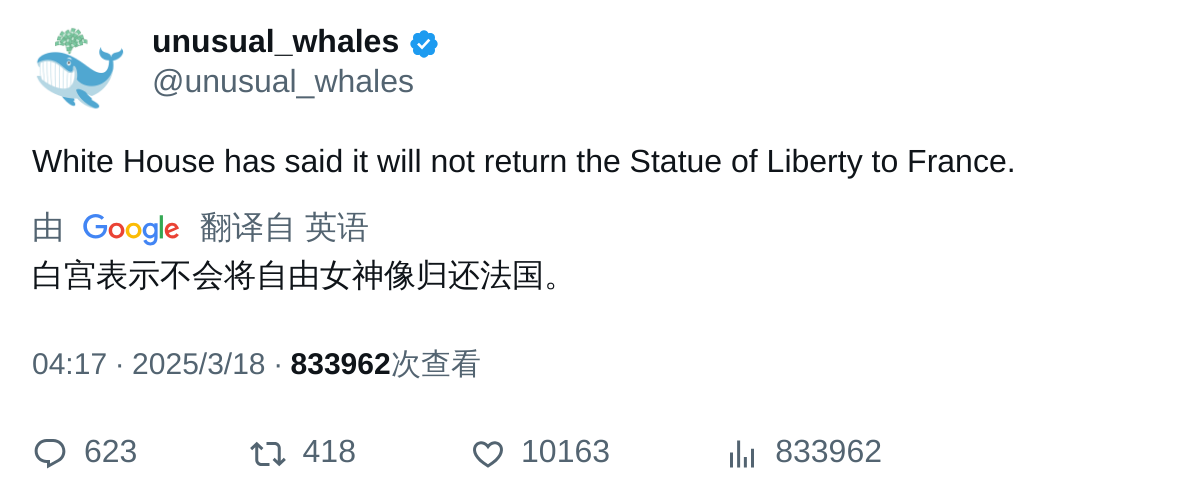 unusual_whales
@unusual_whales
White House has said it will not return the Statue of Liberty to France.
由 Google 翻译自 英语
白宫表示不会将自由女神像归还法国。
04:17 · 2025/3/18 · 833962次查看
623 418 10163 833962